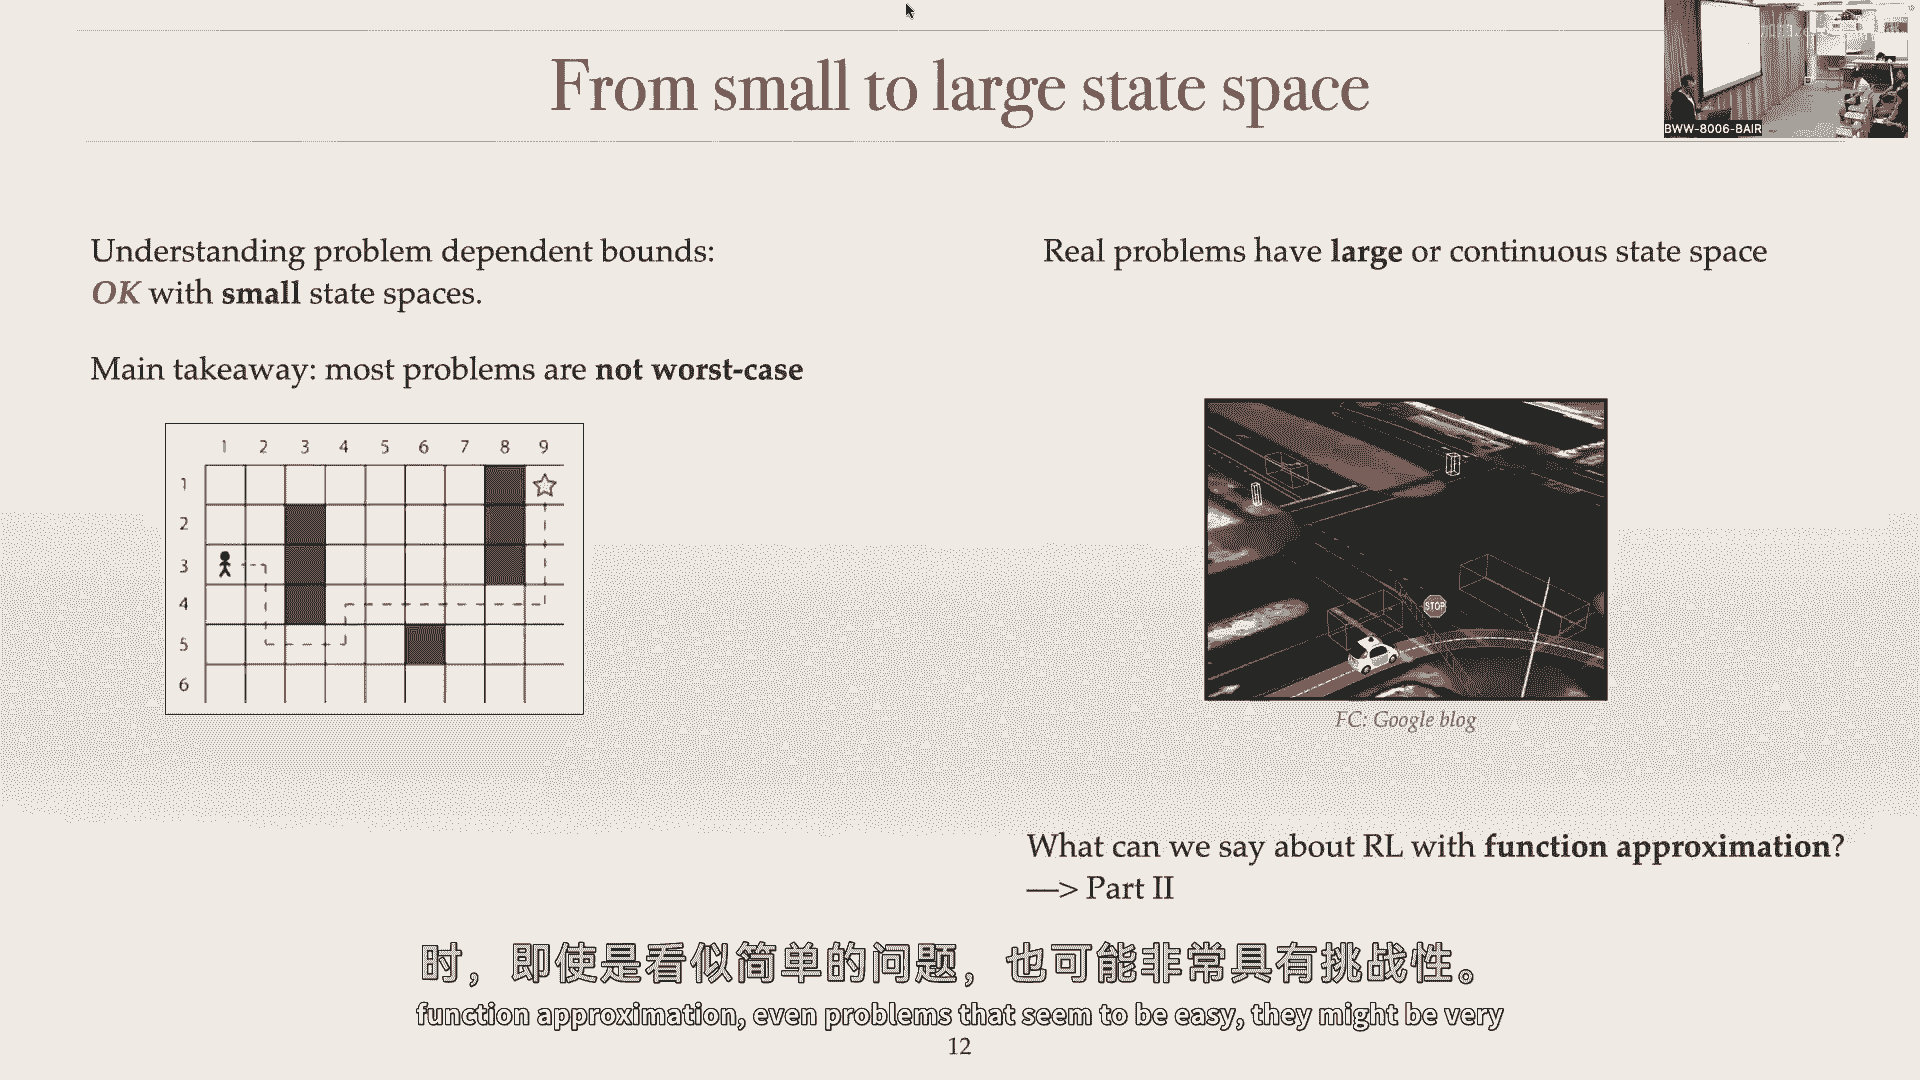 From small to large state space
BWW-8006-BAIR
Understanding problem dependent bounds:
OK with small state spaces.
Main takeaway: most problems are not worst-case
1 2 3 4 5 6 7 8 9
1
2
3
4
5
6
Real problems have large or continuous state space
STOP
FC: Google blog
What can we say about RL with function approximation?
—> Part II
时，即使是看似简单的问题，也可能非常具有挑战性。
function approximation, even problems that seem to be easy, they might be very
12